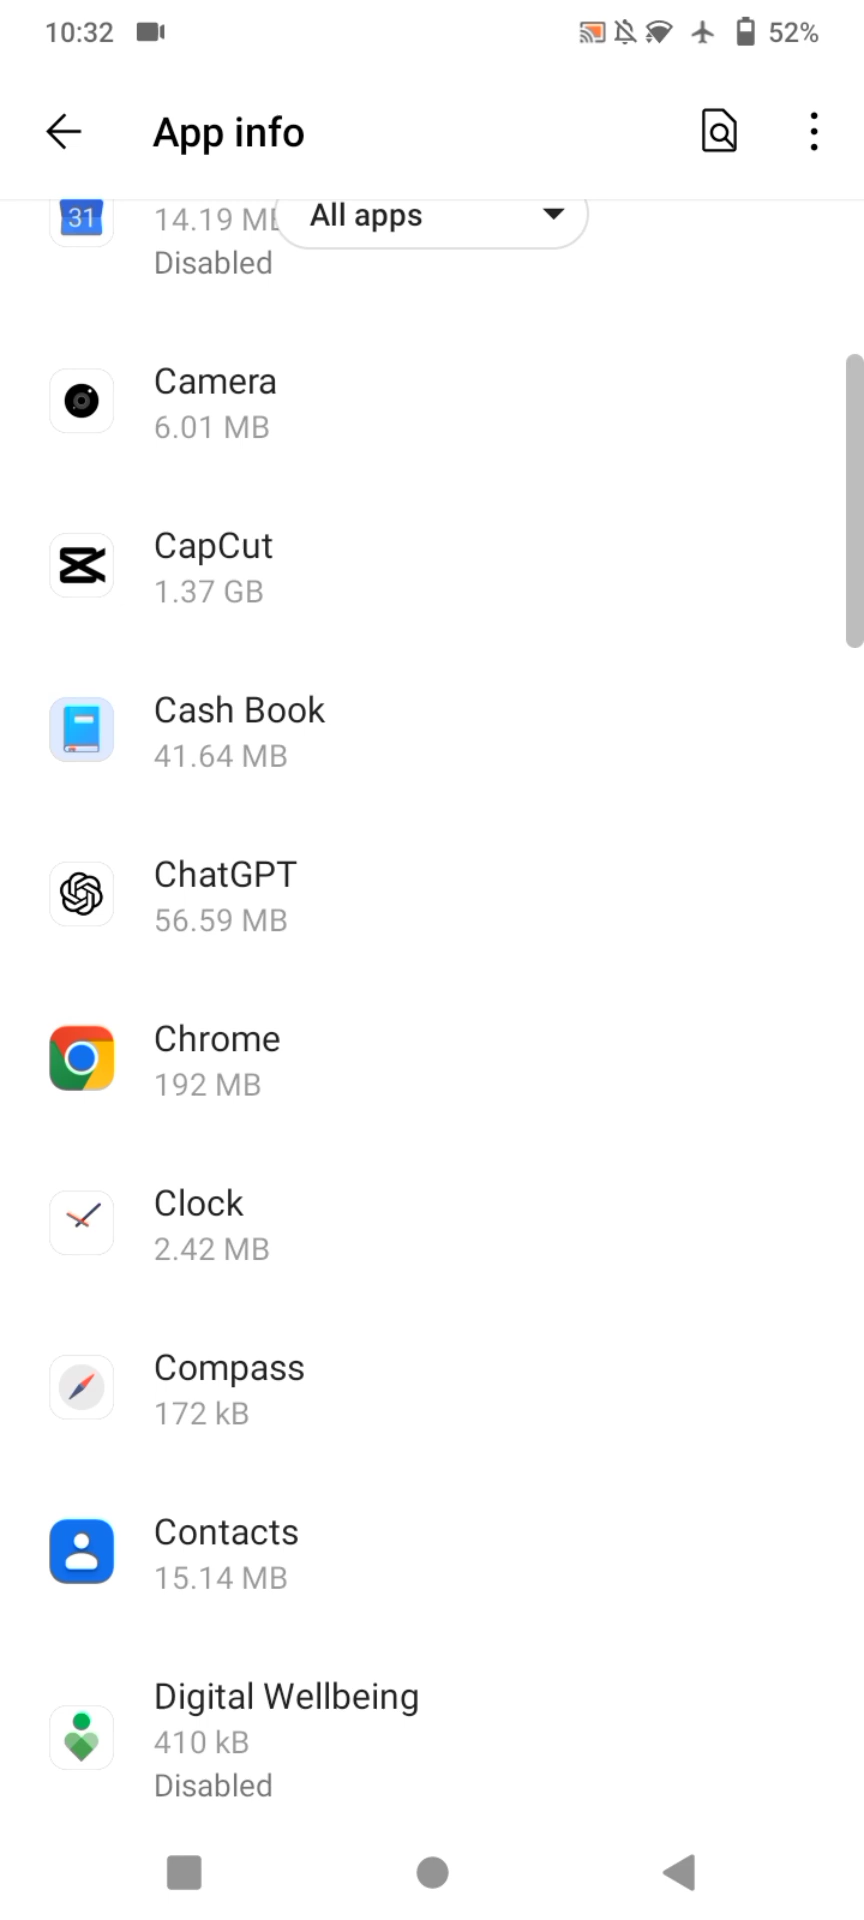 10:32
52%
App info
31
14.19 M
All apps
Disabled
Camera
6.01 MB
CapCut
1.37 GB
Cash Book
41.64 MB
ChatGPT
56.59 MB
Chrome
192 MB
Clock
2.42 MB
Compass
172 kB
Contacts
15.14 MB
Digital Wellbeing
410 kB
Disabled